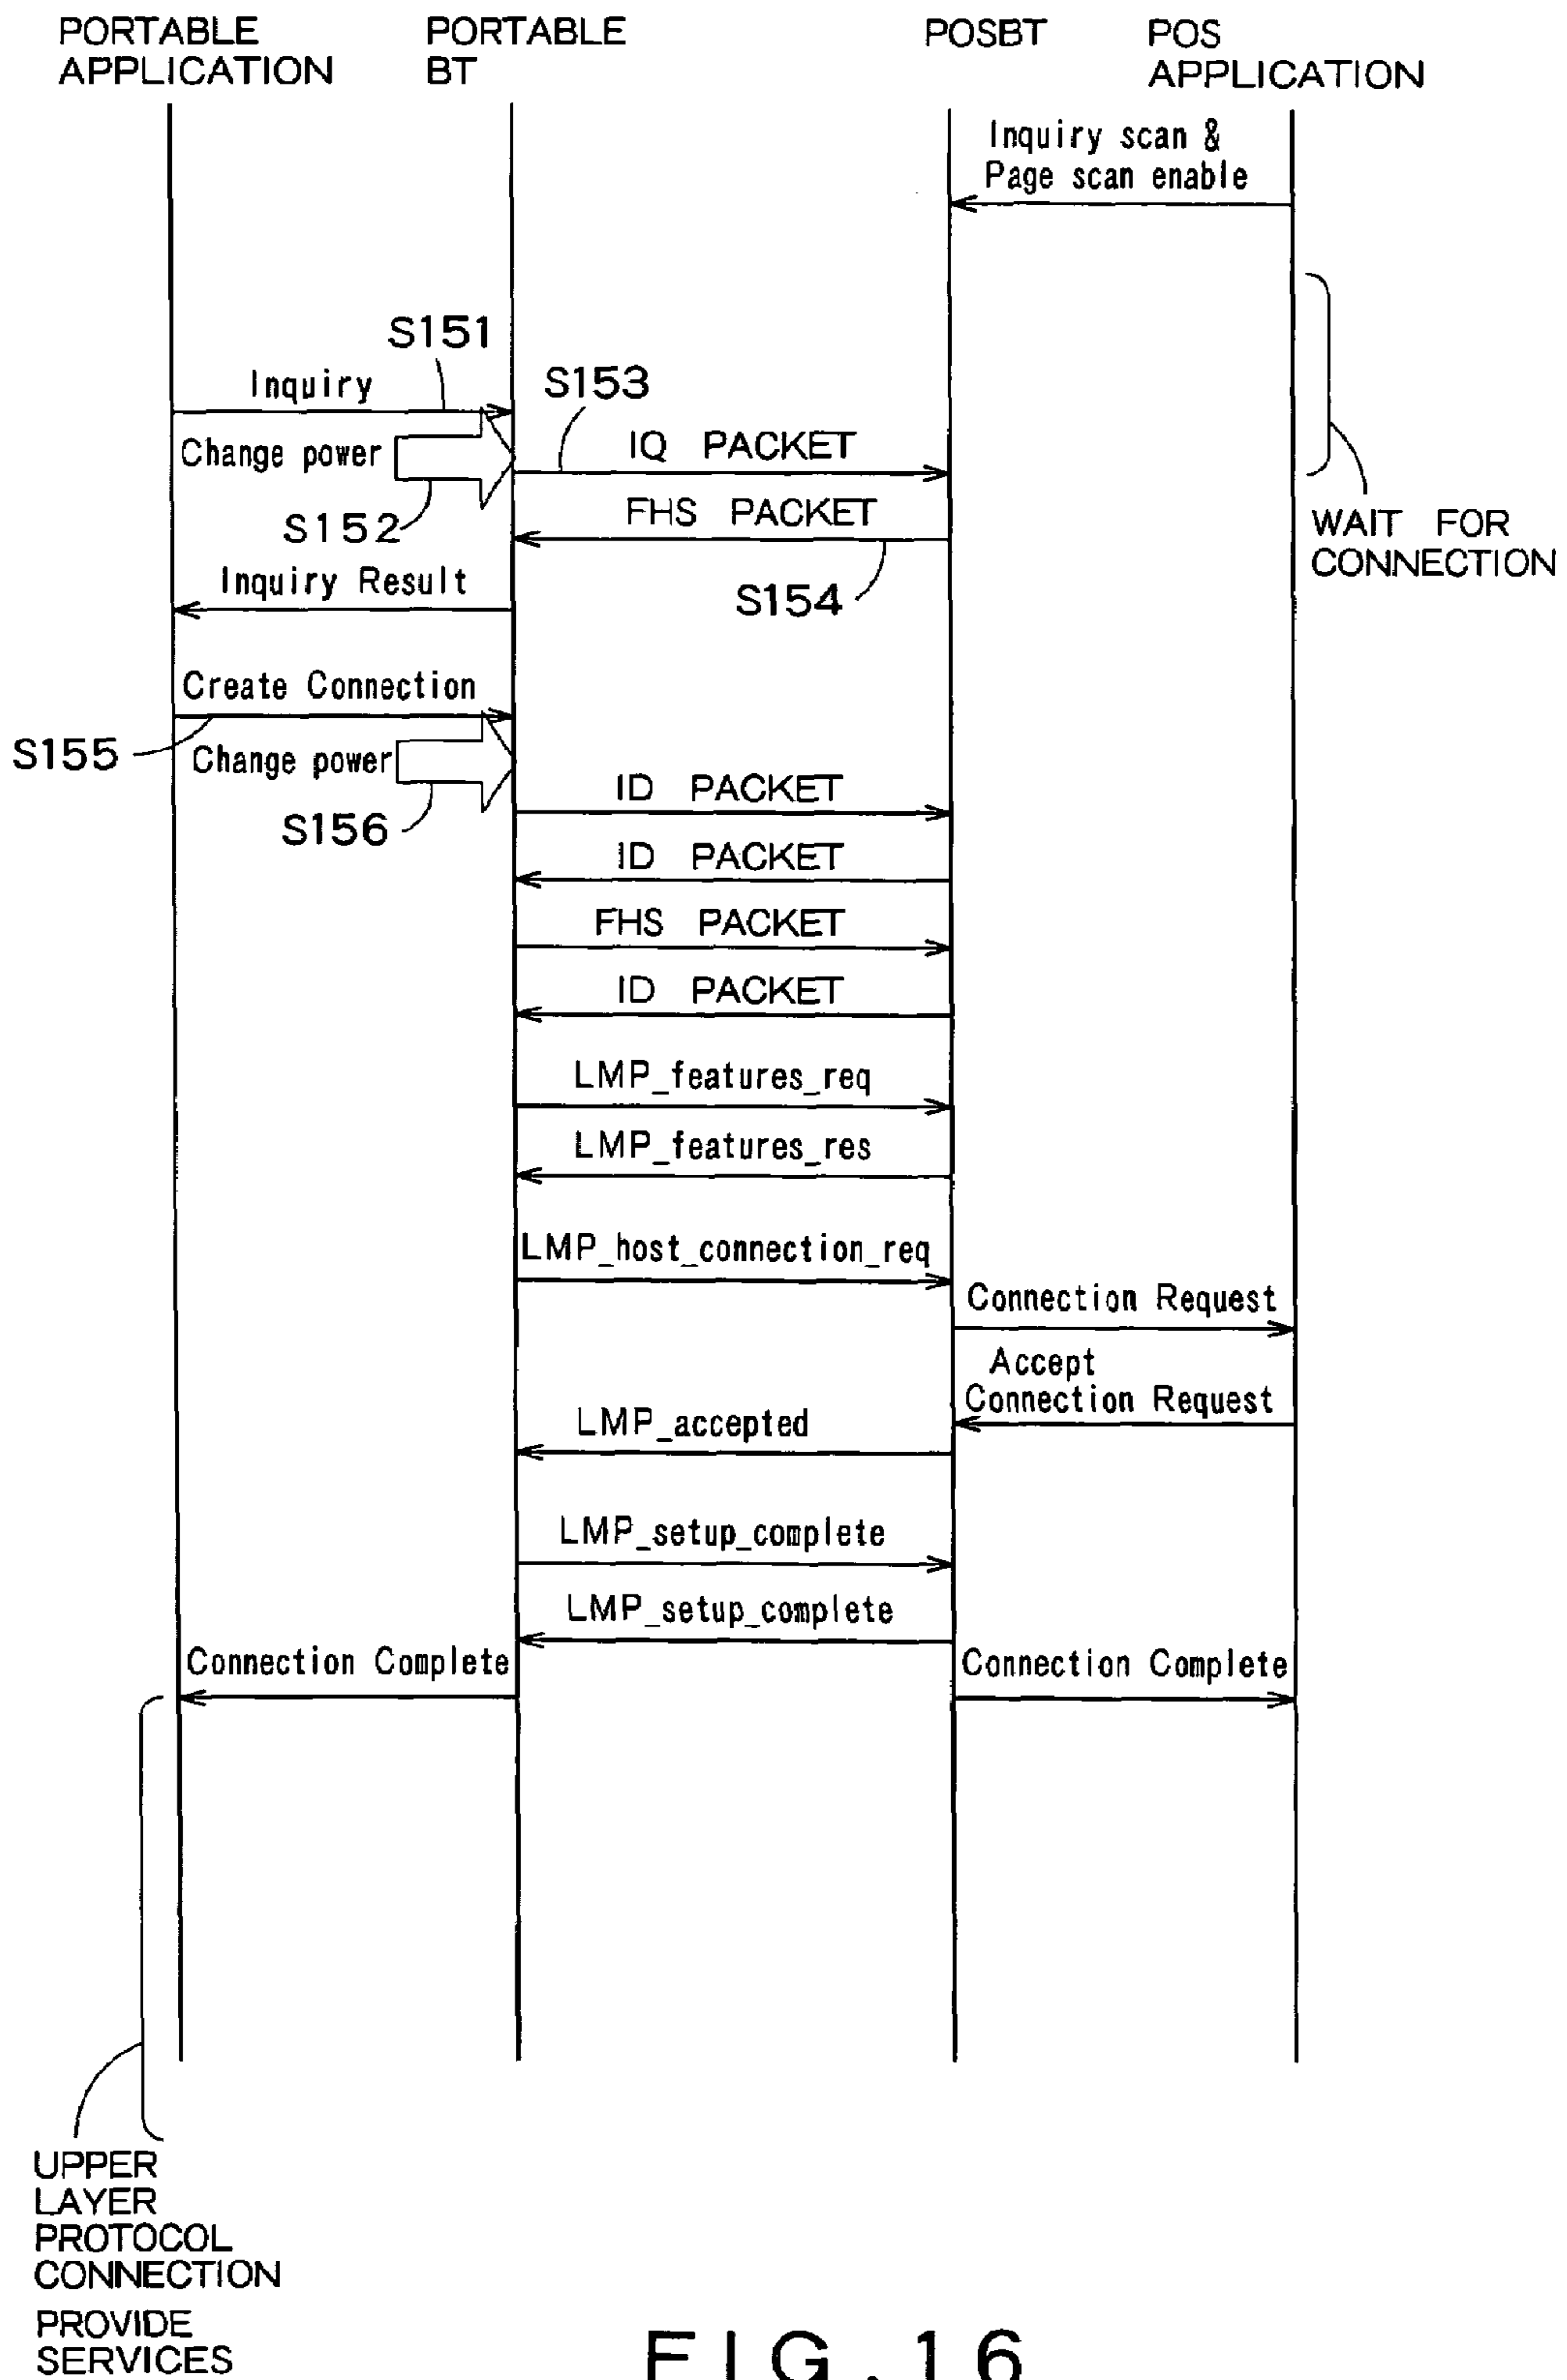 PORTABLE
APPLICATION
PORTABLE
BT
POSBT
POS
APPLICATION
Inquiry scan &
Page scan enable
S151
Inquiry
S153
Change power
IQ PACKET
S152
FHS PACKET
WAIT FOR
CONNECTION
Inquiry Result
S154
Create Connection
S155
Change power
ID PACKET
S156
ID PACKET
FHS PACKET
ID PACKET
LMP_features_req
LMP_features_res
LMP_host_connection_req
Connection Request
Accept
Connection Request
LMP_accepted
LMP_setup_complete
LMP_setup_complete
Connection Complete
Connection Complete
UPPER
LAYER
PROTOCOL
CONNECTION
PROVIDE
SERVICES
FIG.16